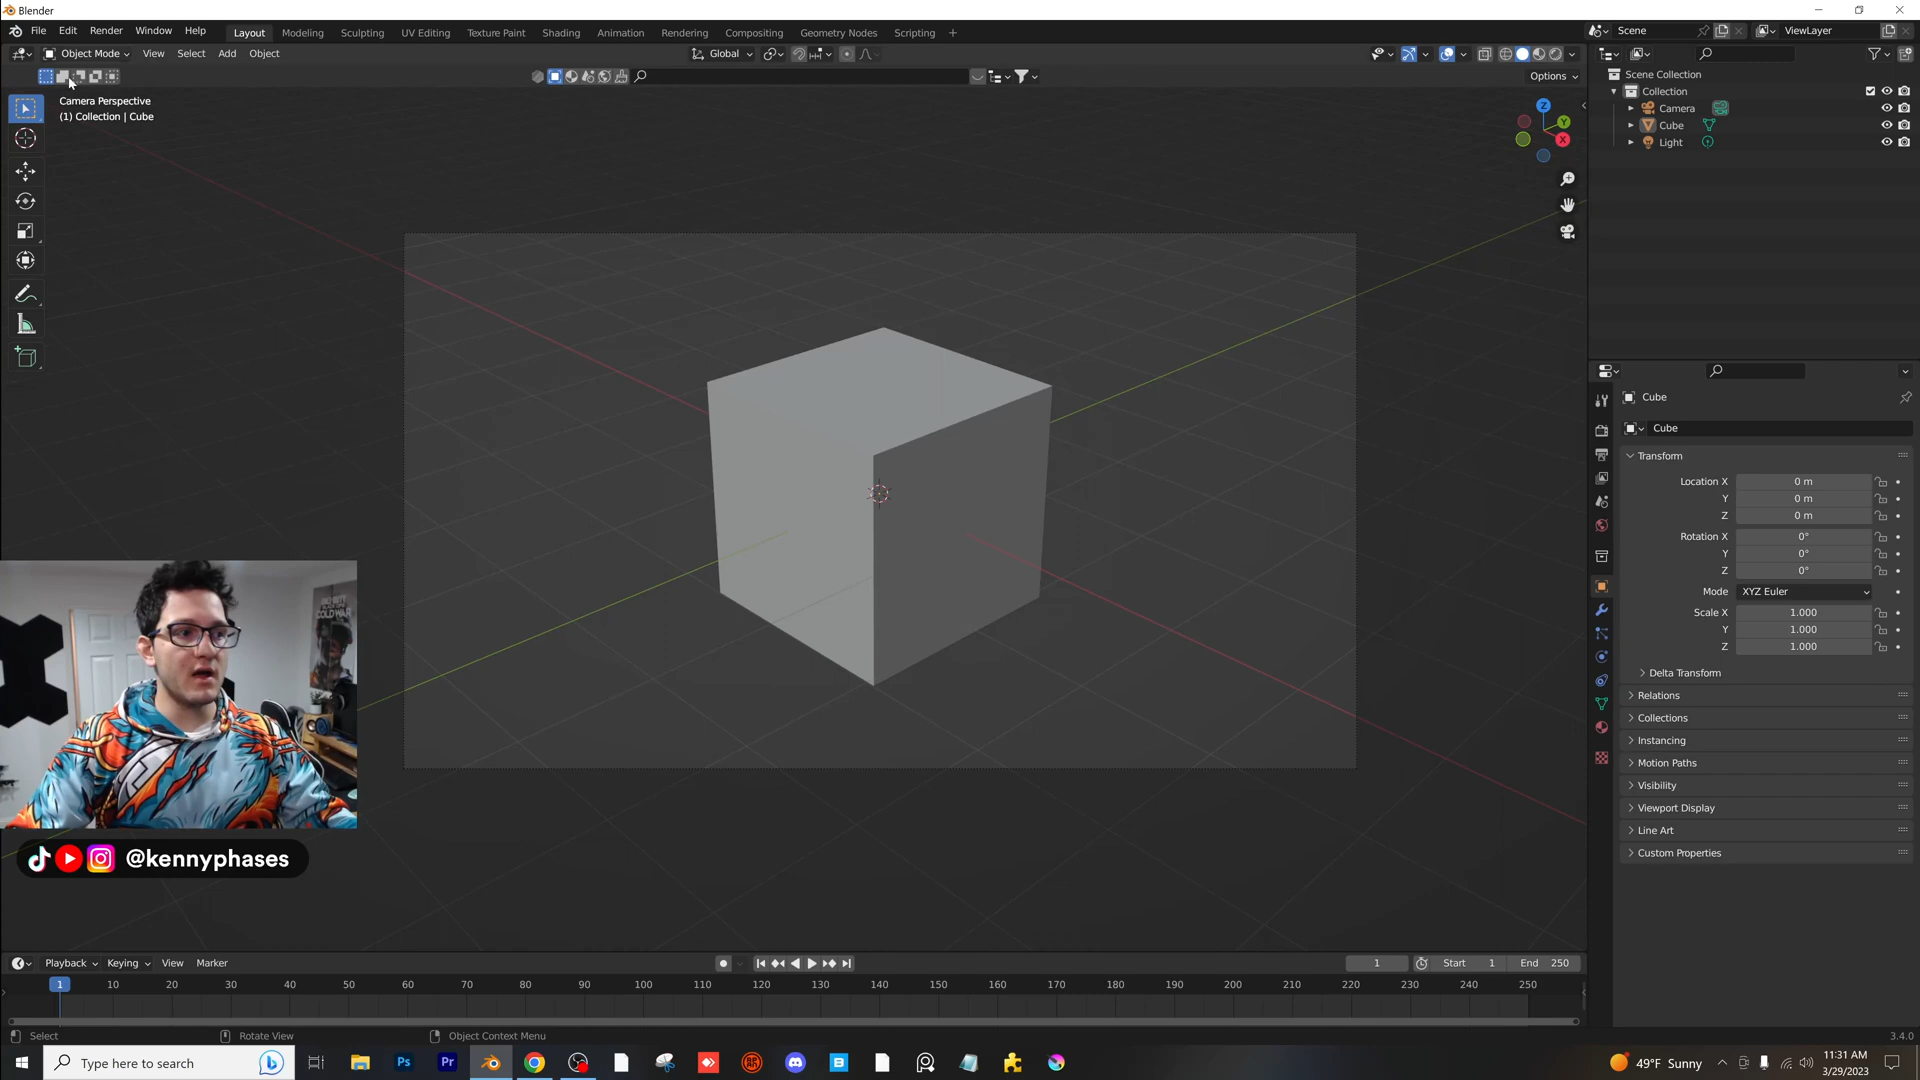 Blender
File Edit Render Window Help Layout Modeling Sculpting UV Editing Texture Paint Shading Animation Rendering Compositing Geometry Nodes Scripting Scene ViewLayer
Object Mode View Select Add Object Global
Options
Camera Perspective
(1) Collection | Cube
Z
Y
X
Scene Collection
Collection
Camera
Cube
Light
Cube
Cube
Transform
Location X 0 m
Y 0 m
Z 0 m
Rotation X 0°
Y 0°
Z 0°
Mode XYZ Euler
Scale X 1.000
Y 1.000
Z 1.000
Delta Transform
Relations
Collections
Instancing
Motion Paths
Visibility
Viewport Display
Line Art
Custom Properties
COLD WAR
@kennyphases
Playback Keying View Marker 1 Start 1 End 250
1 10 20 30 40 50 60 70 80 90 100 110 120 130 140 150 160 170 180 190 200 210 220 230 240 250
Select Rotate View Object Context Menu 3.4.0
Type here to search Ps Pr 49°F Sunny 11:31 AM
3/29/2023